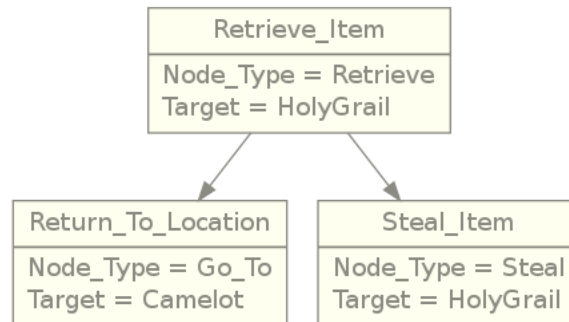 Retrieve_Item
Node_Type = Retrieve
Target = HolyGrail
Return_To_Location
Node_Type = Go_To
Target = Camelot
Steal_Item
Node_Type = Steal
Target = HolyGrail